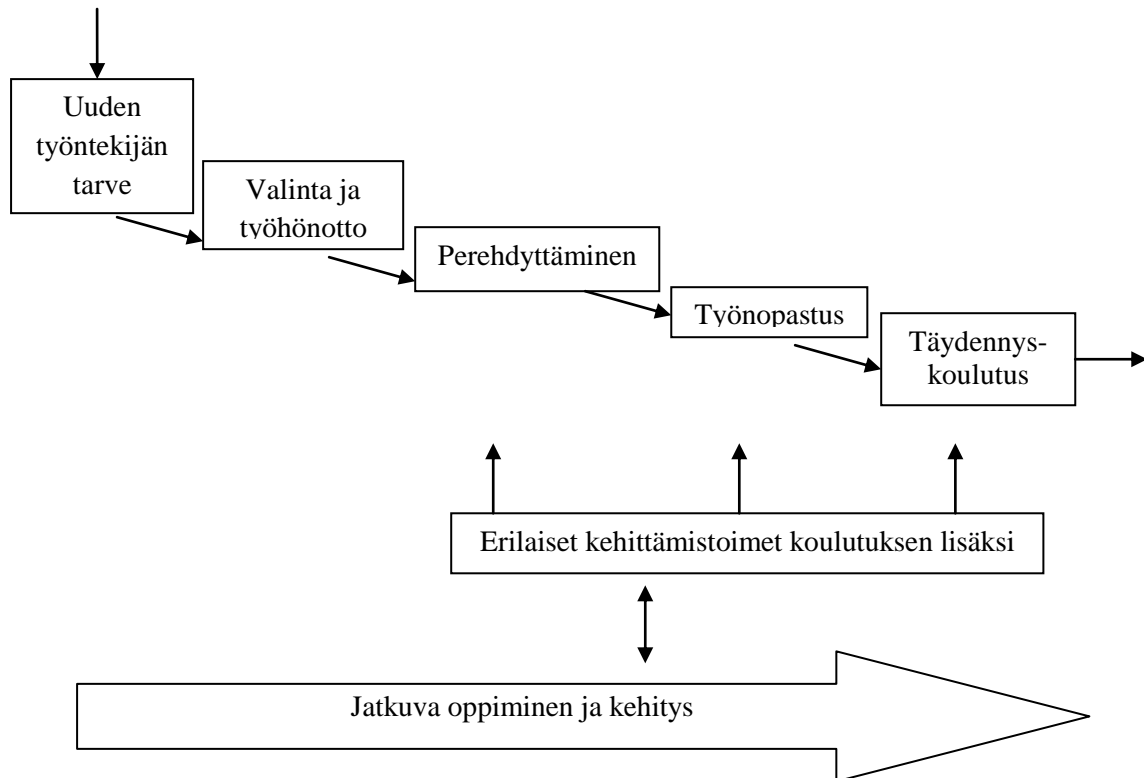 Uuden
työntekijän
tarve
Valinta ja
työhönotto
Perehdyttäminen
Työnopastus
Täydennys-
koulutus
Erilaiset kehittämistoimet koulutuksen lisäksi
Jatkuva oppiminen ja kehitys